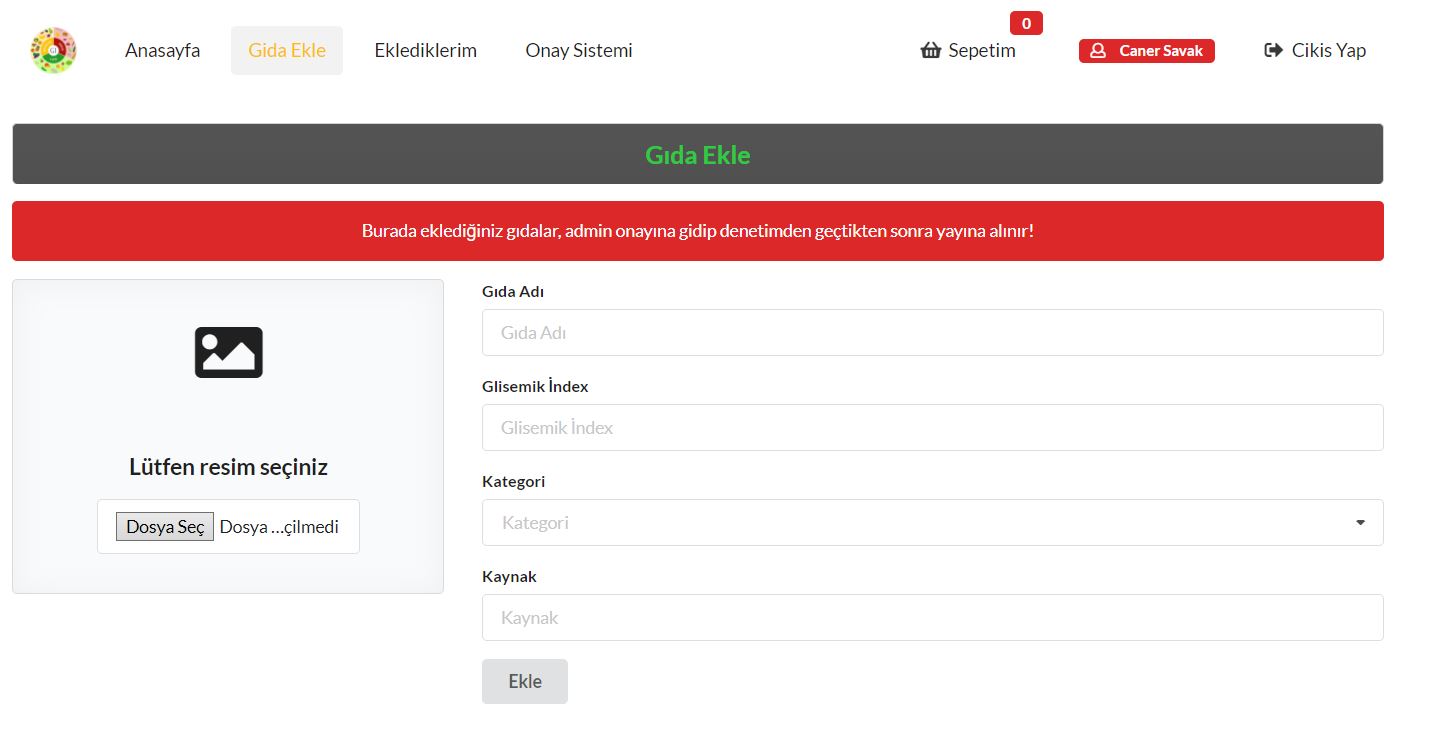 Anasayfa Gida Ekle Eklediklerim Onay Sistemi Sepetim 0 Caner Savak Cikis Yap
Gıda Ekle
Burada eklediğiniz gıdalar, admin onayına gidip denetimden geçtikten sonra yayına alınır!
Lütfen resim seçiniz
Dosya Seç Dosya ...çilmedi
Gıda Adı
Gıda Adı
Glisemik İndex
Glisemik İndex
Kategori
Kategori
Kaynak
Kaynak
Ekle